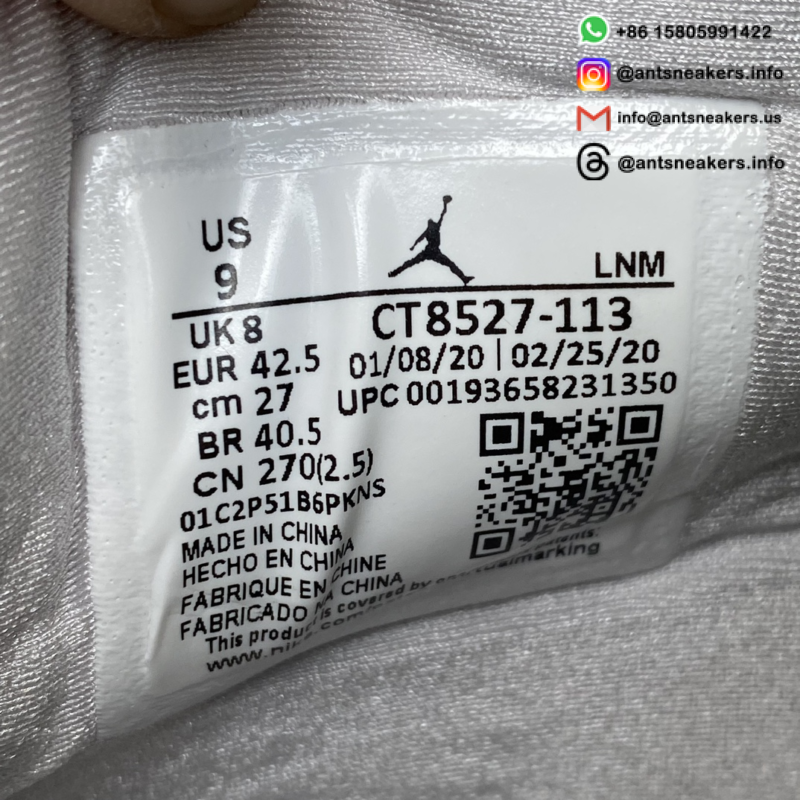 +86 15805991422
@antsneakers.info
info@antsneakers.us
@antsneakers.info
US
9
LNM
UK 8
CT8527-113
EUR 42.5
01/08/20 | 02/25/20
cm 27
UPC 00193658231350
BR 40.5
CN 270(2.5)
01C2P51B6PKNS
MADE IN CHINA
HECHO EN CHINA
FABRIQUE EN CHINE
FABRICADO NA CHINA
This product is covered by